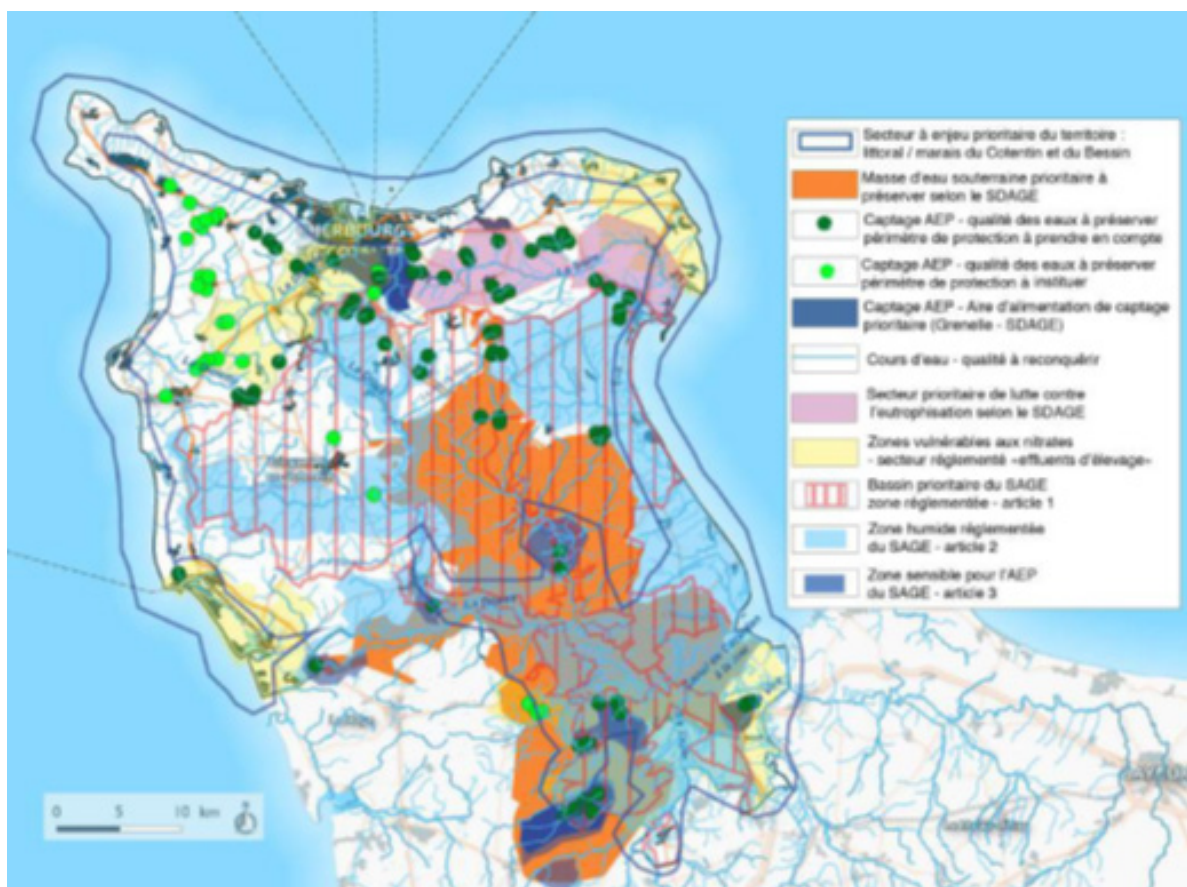 Secteur à enjeu prioritaire du territoire :
littoral / marais du Cotentin et du Bessin
Masse d'eau souterraine prioritaire à
préserver selon le SDAGE
Captage AEP - qualité des eaux à préserver
périmètre de protection à prendre en compte
Captage AEP - qualité des eaux à préserver
périmètre de protection à instituer
Captage AEP - Aire d'alimentation de captage
prioritaire (Grenelle - SDAGE)
Cours d'eau - qualité à reconquérir
Secteur prioritaire de lutte contre
l'eutrophisation selon le SDAGE
Zones vulnérables aux nitrates
- secteur réglementé «effluents d'élevage»
Bassin prioritaire du SAGE
zone réglementée - article 1
Zone humide réglementée
du SAGE - article 2
Zone sensible pour l'AEP
du SAGE - article 3
0 5 10 km